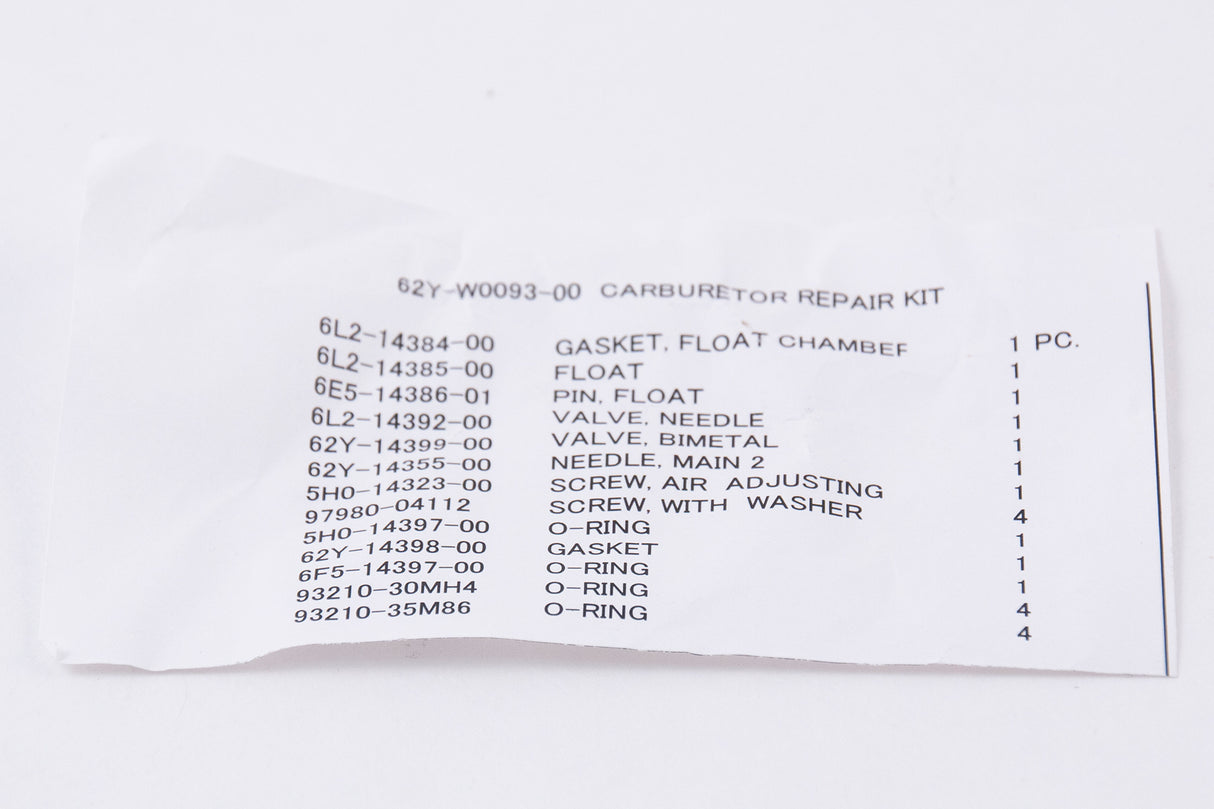 62Y-W0093-00 CARBURETOR REPAIR KIT
6L2-14384-00 GASKET, FLOAT CHAMBER 1 PC.
6L2-14385-00 FLOAT 1
6E5-14386-01 PIN, FLOAT 1
6L2-14392-00 VALVE, NEEDLE 1
62Y-14399-00 VALVE, BIMETAL 1
62Y-14355-00 NEEDLE, MAIN 2 1
5H0-14323-00 SCREW, AIR ADJUSTING 1
97980-04112 SCREW, WITH WASHER 4
5H0-14397-00 O-RING 1
62Y-14398-00 GASKET 1
6F5-14397-00 O-RING 1
93210-30MH4 O-RING 4
93210-35M86 O-RING 4